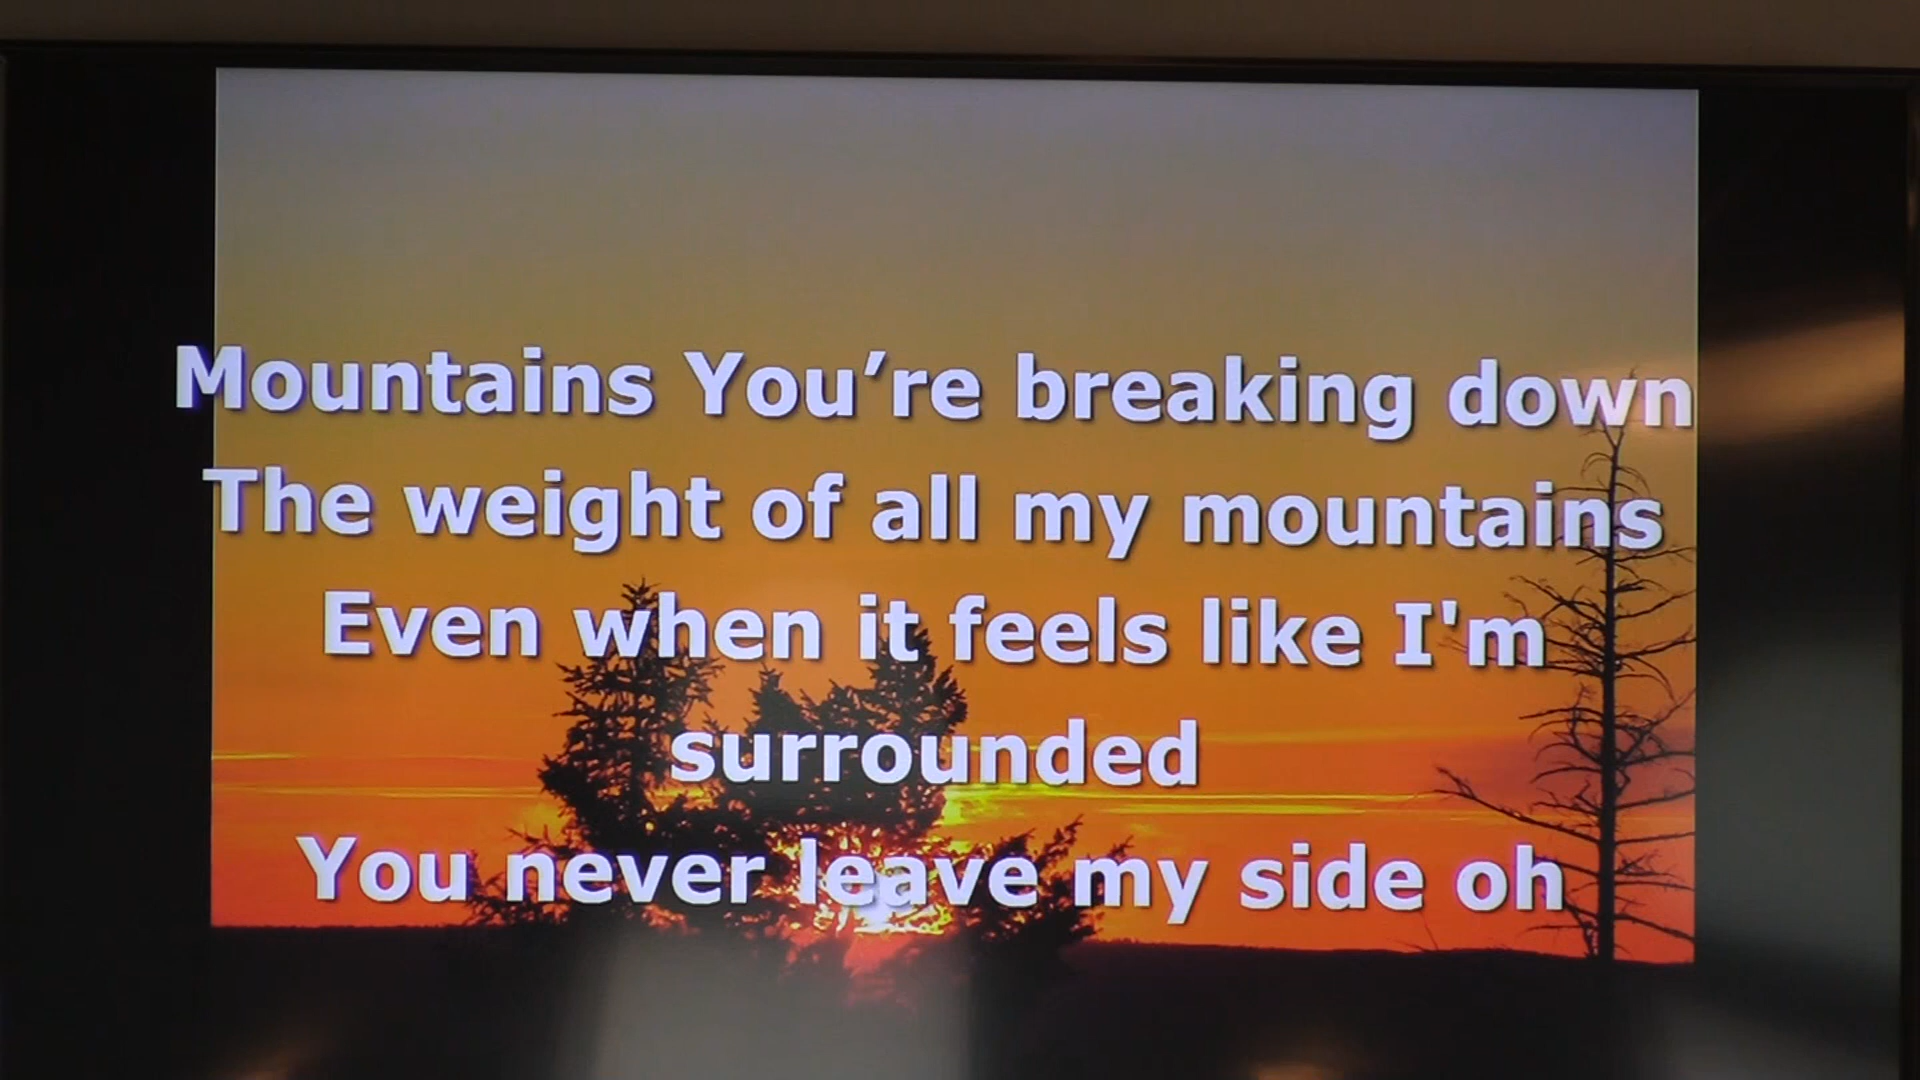 Mountains You’re breaking down
The weight of all my mountains
Even when it feels like I'm
surrounded
You never leave my side oh